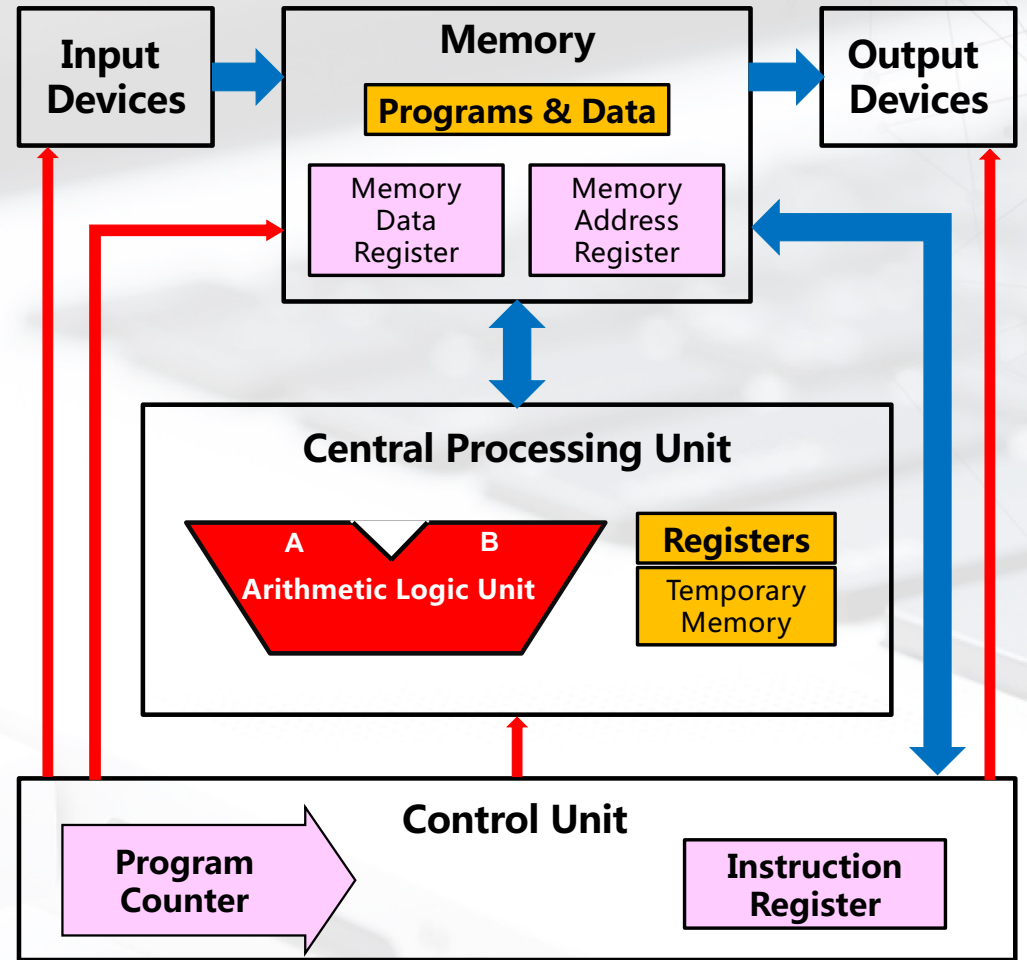 Input
Devices
Memory
Programs & Data
Memory
Data
Register
Memory
Address
Register
Output
Devices
Central Processing Unit
A
B
Arithmetic Logic Unit
Registers
Temporary
Memory
Control Unit
Program
Counter
Instruction
Register